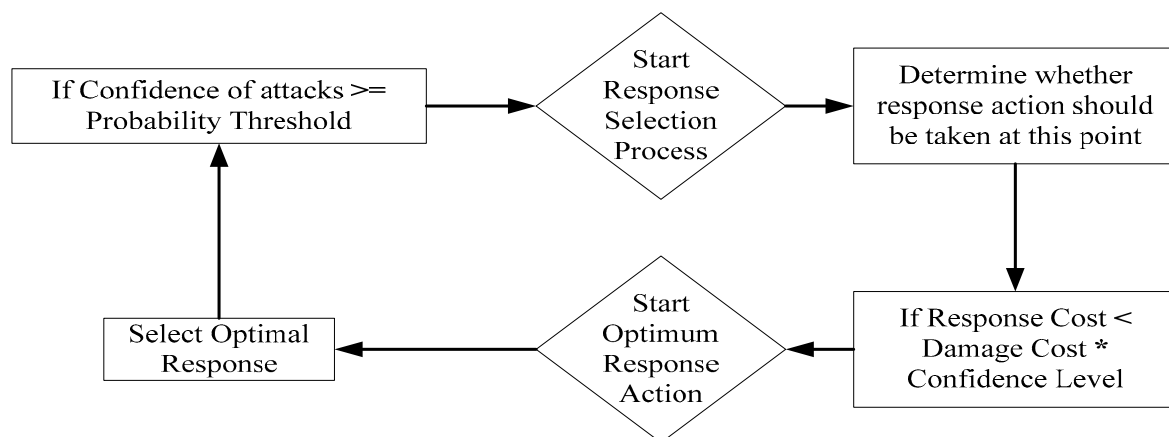 If Confidence of attacks >=
Probability Threshold
Start
Response
Selection
Process
Determine whether
response action should
be taken at this point
If Response Cost <
Damage Cost *
Confidence Level
Start
Optimum
Response
Action
Select Optimal
Response